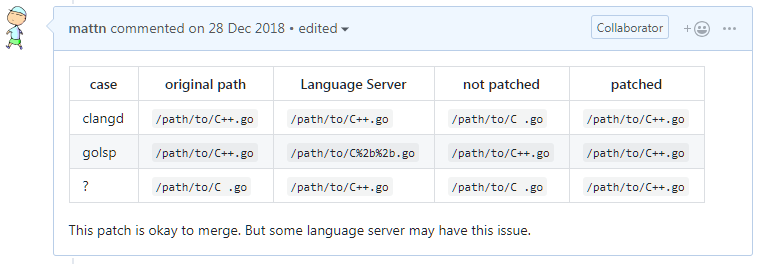 mattn commented on 28 Dec 2018 • edited
Collaborator
case original path Language Server not patched patched
clangd /path/to/C++.go /path/to/C++.go /path/to/C .go /path/to/C++.go
golsp /path/to/C++.go /path/to/C%2b%2b.go /path/to/C++.go /path/to/C++.go
? /path/to/C .go /path/to/C++.go /path/to/C .go /path/to/C++.go
This patch is okay to merge. But some language server may have this issue.